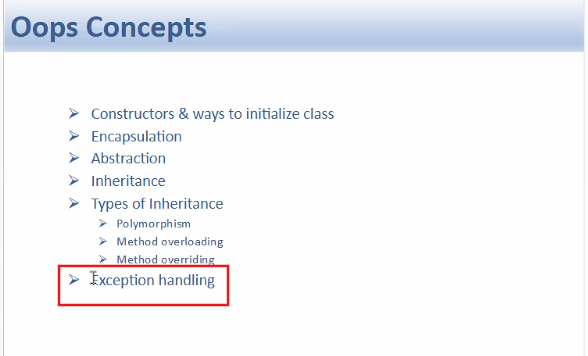 Oops Concepts
Constructors & ways to initialize class
Encapsulation
Abstraction
Inheritance
Types of Inheritance
Polymorphism
Method overloading
Method overriding
Exception handling